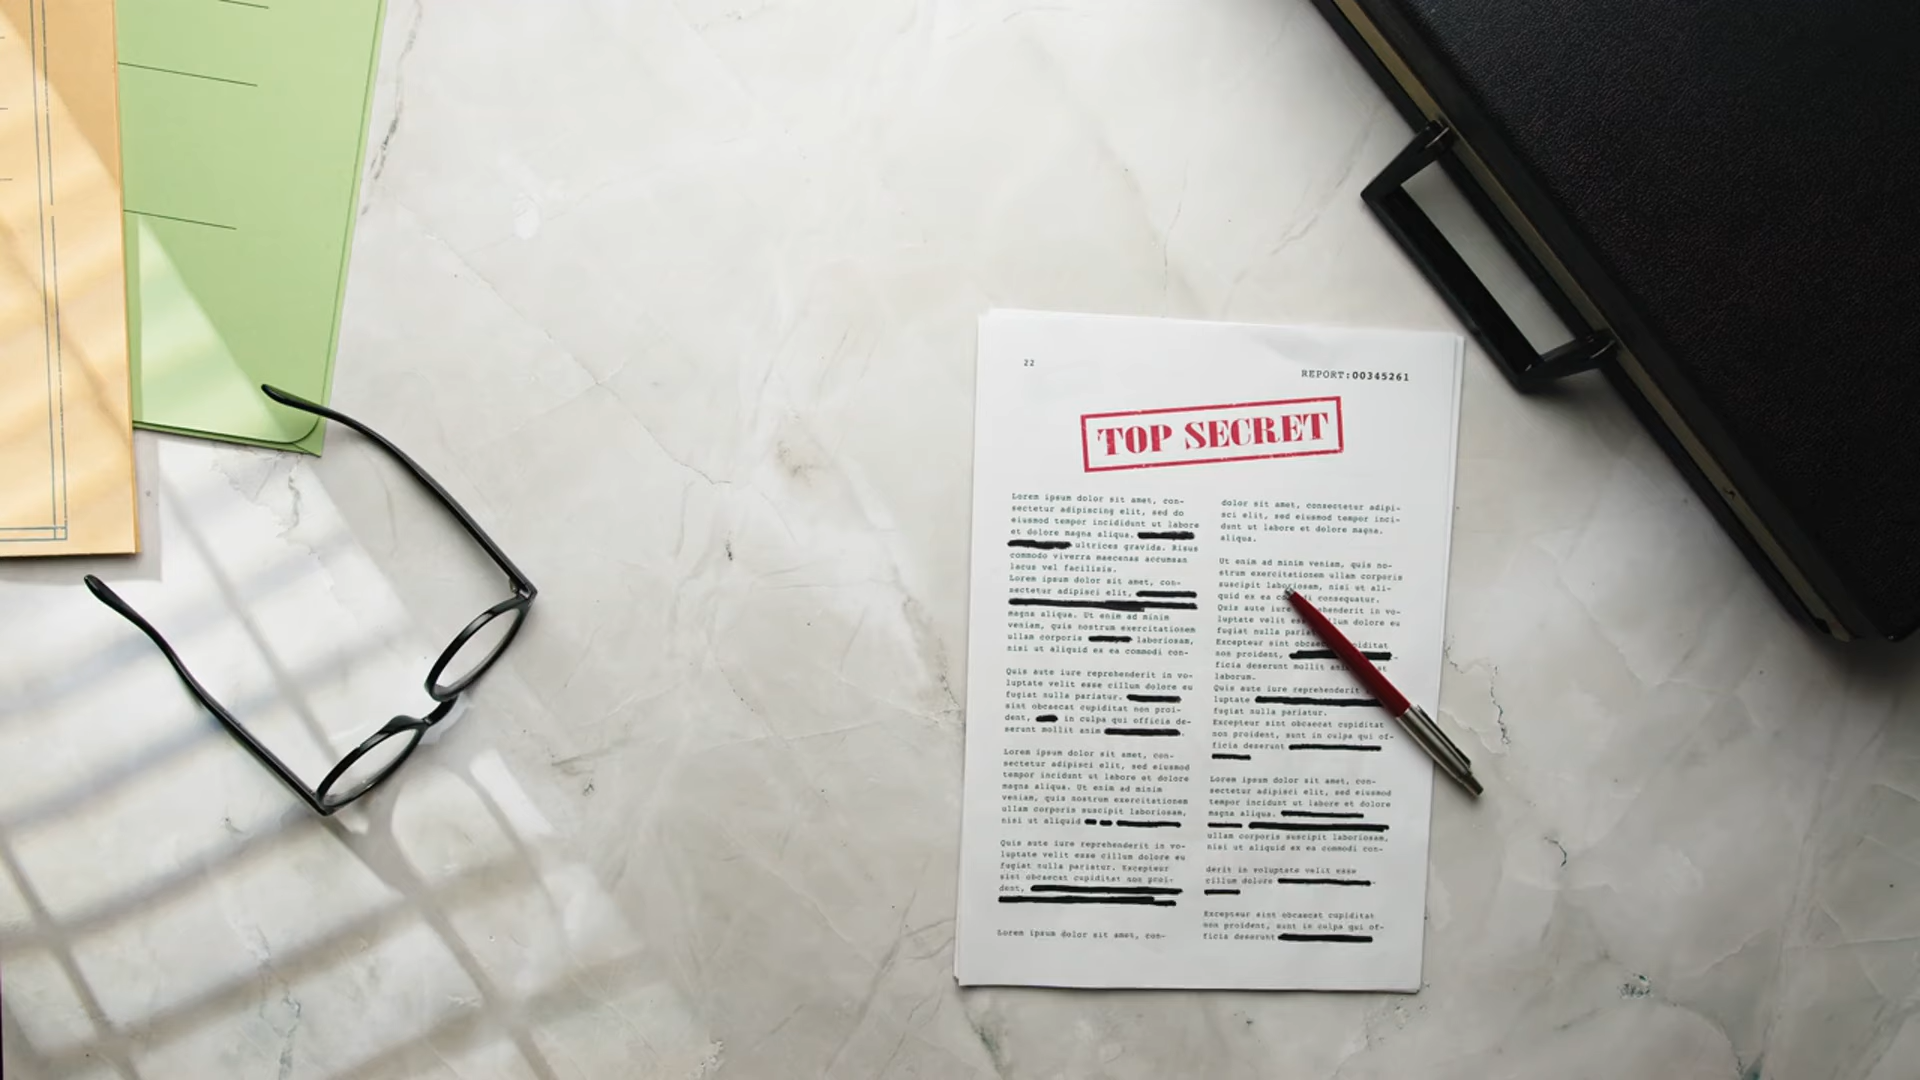 22
REPORT:00345261
TOP SECRET
Lorem ipsum dolor sit amet, con-
sectetur adipiscing elit, sed do
eiusmod tempor incididunt ut labore
et dolore magna aliqua.
ultrices gravida. Risus
commodo viverra maecenas accumsan
lacus vel facilisis.
Lorem ipsum dolor sit amet, con-
sectetur adipisci elit,
magna aliqua. Ut enim ad minim
veniam, quis nostrum exercitationem
ullam corporis laboriosam,
nisi ut aliquid ex ea commodi con-
Quis aute iure reprehenderit in vo-
luptate velit esse cillum dolore eu
fugiat nulla pariatur.
sint obcaecat cupiditat non proi-
dent, in culpa qui officia de-
serunt mollit anim .
Lorem ipsum dolor sit amet, con-
sectetur adipisci elit, sed eiusmod
tempor incidunt ut labore et dolore
magna aliqua. Ut enim ad minim
veniam, quis nostrum exercitationem
ullam corporis suscipit laboriosam,
nisi ut aliquid
Quis aute iure reprehenderit in vo-
luptate velit esse cillum dolore eu
fugiat nulla pariatur. Excepteur
sint obcaecat cupiditat non proi-
dent,
Lorem ipsum dolor sit amet, con-
dolor sit amet, consectetur adipi-
sci elit, sed eiusmod tempor inci-
dunt ut labore et dolore magna.
aliqua.
Ut enim ad minim veniam, quis no-
strum exercitationem ullam corporis
suscipit laboriosam, nisi ut ali-
quid ex ea consequatur.
Quis aute iure in vo-
luptate velit dolore eu
fugiat nulla
Excepteur sint cupiditat
non proident,
ficia deserunt mollit
laborum.
Quis aute iure reprehenderit
luptate
fugiat nulla pariatur.
Excepteur sint obcaecat cupiditat
non proident, sunt in culpa qui of-
ficia deserunt
Lorem ipsum dolor sit amet, con-
sectetur adipisci elit, sed eiusmod
tempor incidunt ut labore et dolore
magna aliqua.
ullam corporis suscipit laboriosam,
nisi ut aliquid ex ea commodi con-
derit in voluptate velit esse
cillum dolore
Excepteur sint obcaecat cupiditat
non proident, sunt in culpa qui of-
ficia deserunt